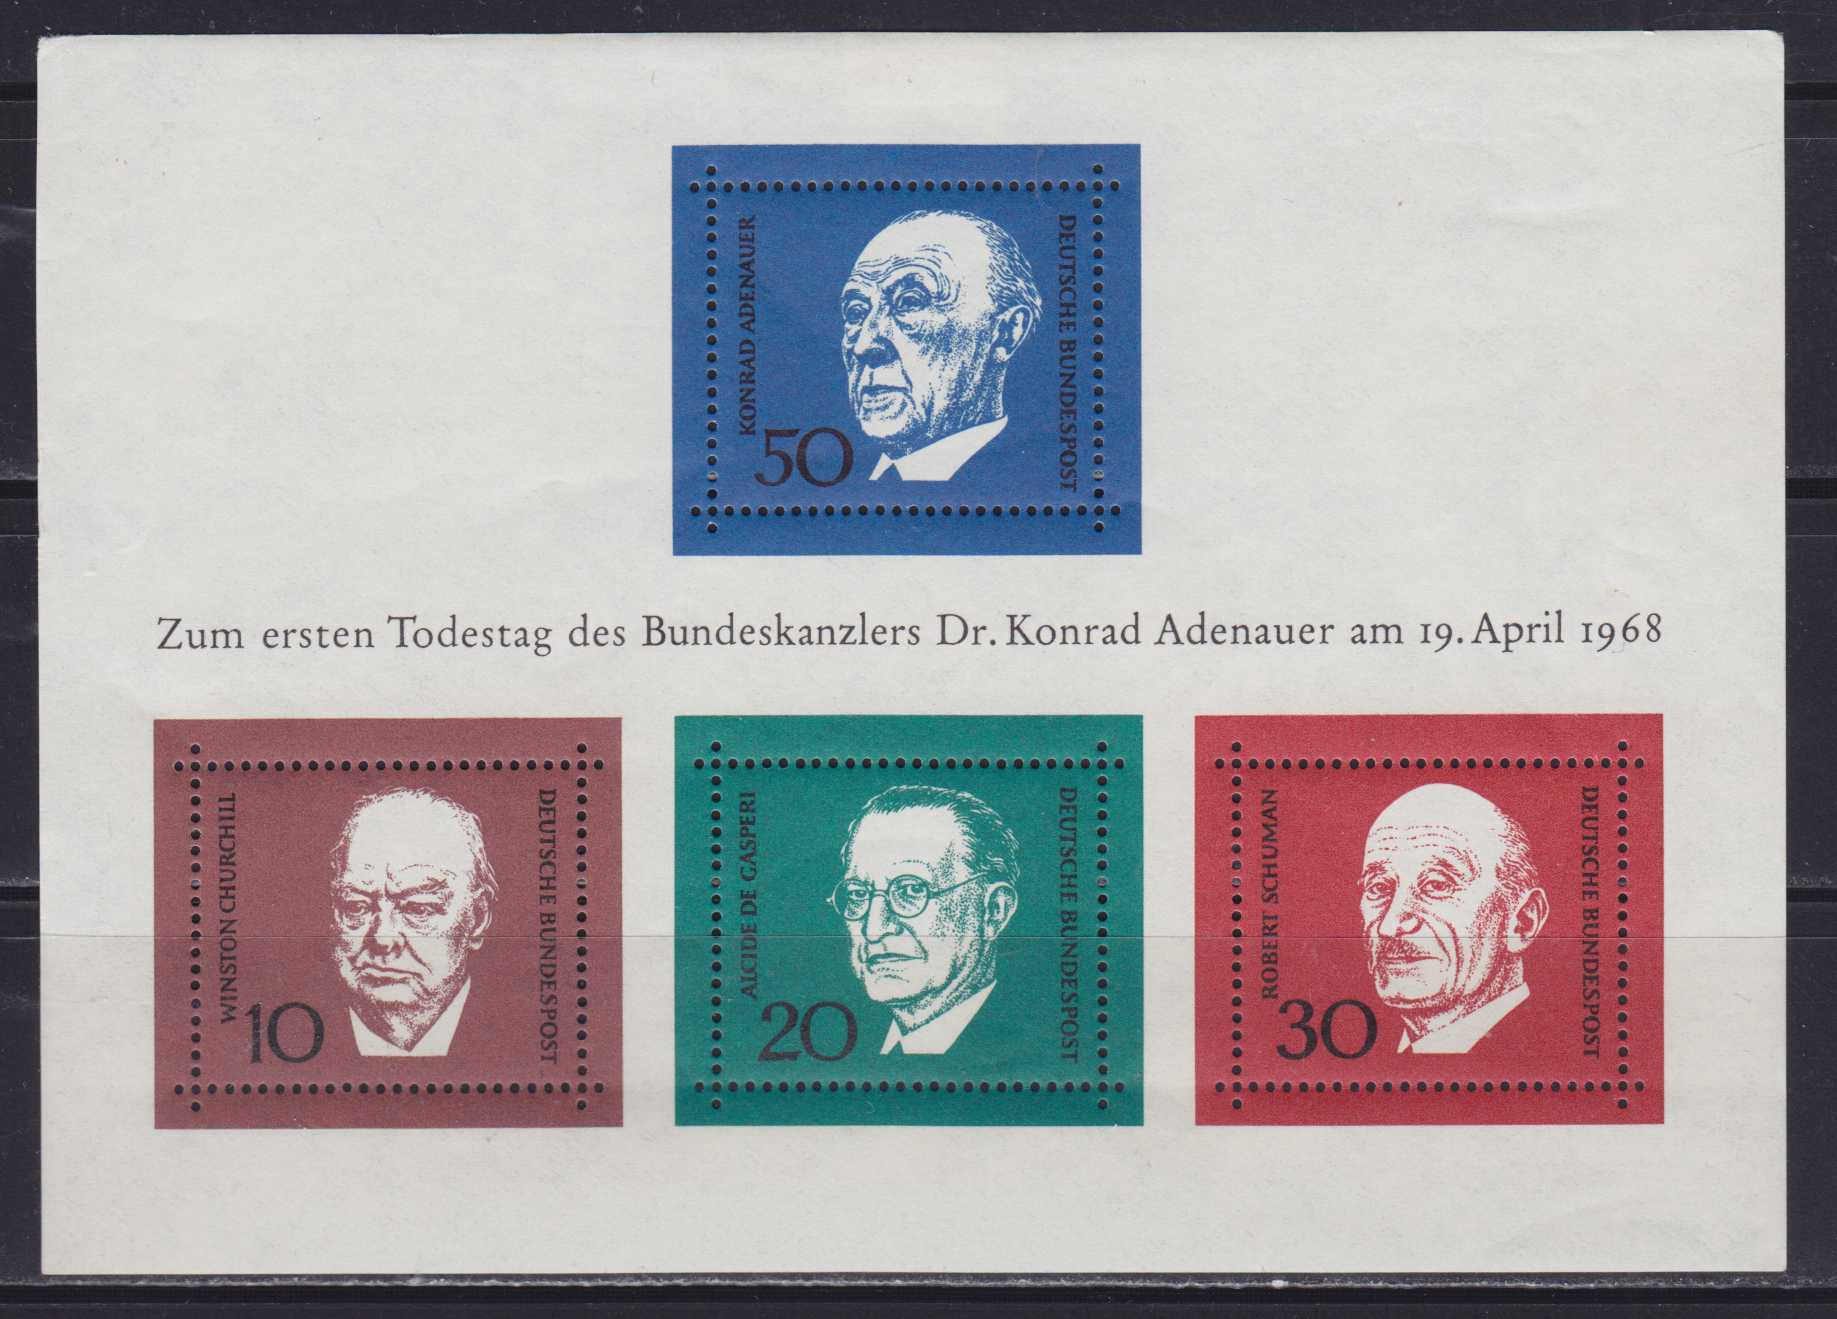 KONRAD ADENAUER
50
DEUTSCHE BUNDESPOST
Zum ersten Todestag des Bundeskanzlers Dr. Konrad Adenauer am 19. April 1968
WINSTON CHURCHILL
10
DEUTSCHE BUNDESPOST
ALCIDE DE GASPERI
20
DEUTSCHE BUNDESPOST
ROBERT SCHUMAN
30
DEUTSCHE BUNDESPOST